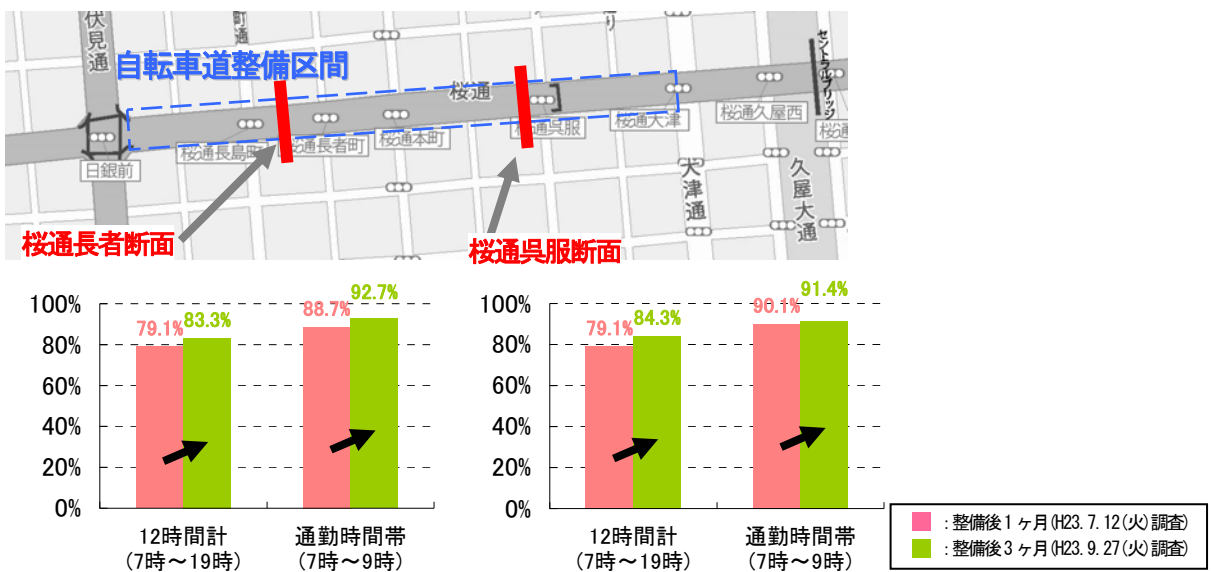 伏見通
町通
り
セントラルブリッジ
自転車道整備区間
桜通
日銀前
桜通長島町
桜通長者町
桜通本町
桜通呉服
桜通大津
桜通久屋西
桜通
大津通
久屋大通
桜通長者断面
桜通呉服断面
100%
80%
60%
40%
20%
0%
79.1%
83.3%
88.7%
92.7%
12時間計
(7時～19時)
通勤時間帯
(7時～9時)
100%
80%
60%
40%
20%
0%
79.1%
84.3%
90.1%
91.4%
12時間計
(7時～19時)
通勤時間帯
(7時～9時)
：整備後1ヶ月(H23.7.12(火)調査)
：整備後3ヶ月(H23.9.27(火)調査)